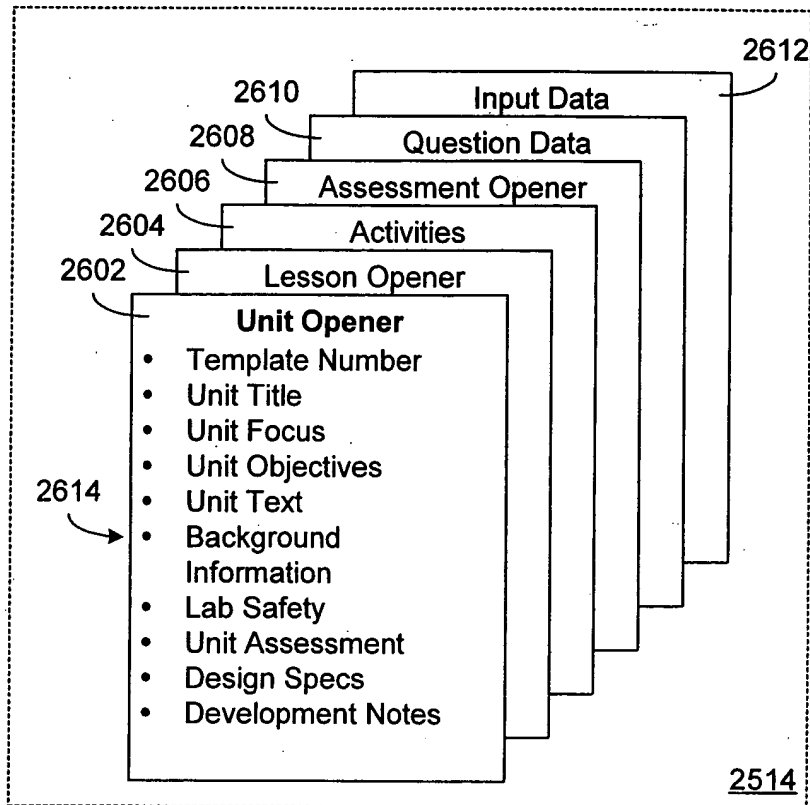 2612
Input Data
2610
Question Data
2608
Assessment Opener
2606
Activities
2604
Lesson Opener
2602
Unit Opener
• Template Number
• Unit Title
• Unit Focus
• Unit Objectives
• Unit Text
2614
• Background
Information
• Lab Safety
• Unit Assessment
• Design Specs
• Development Notes
2514